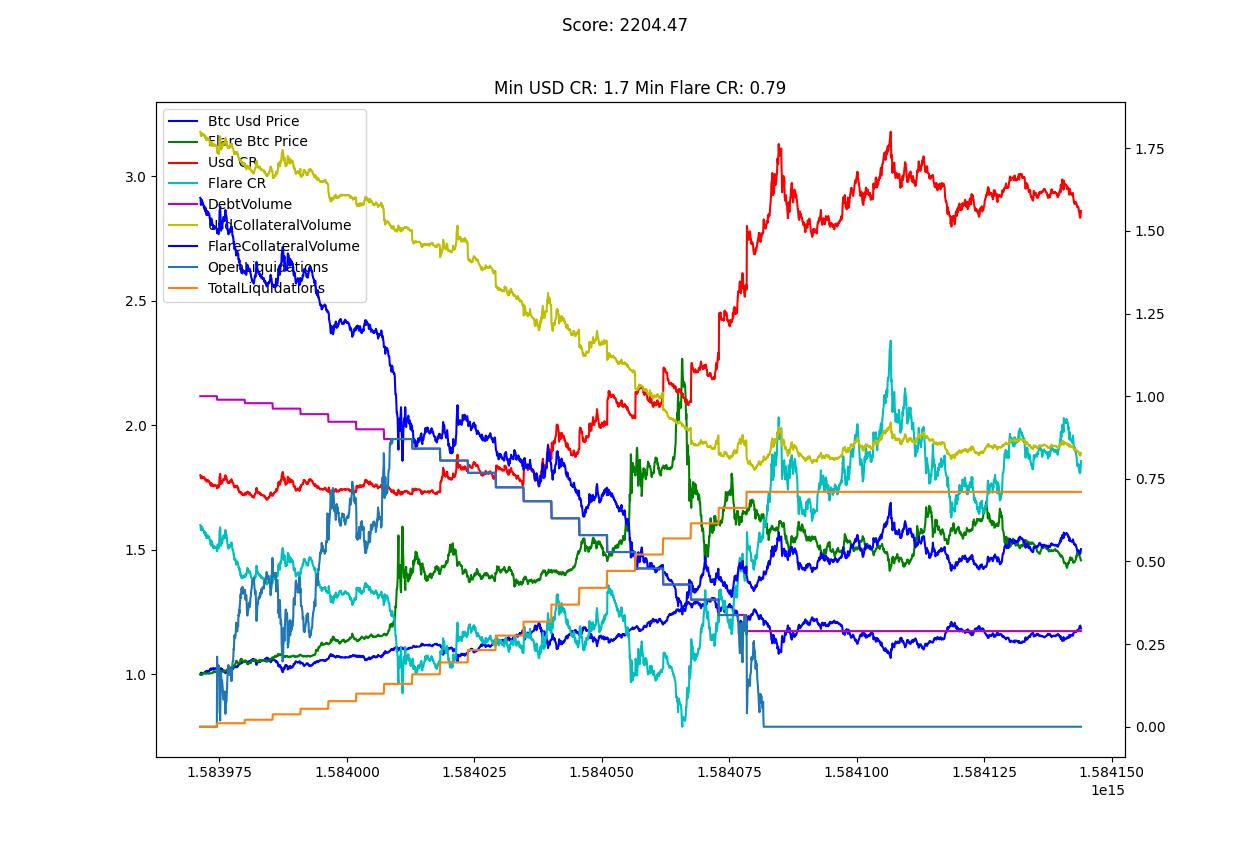 Score: 2204.47
Min USD CR: 1.7 Min Flare CR: 0.79
Btc Usd Price
Flare Btc Price
Usd CR
Flare CR
DebtVolume
UsdCollateralVolume
FlareCollateralVolume
OpenLiquidations
TotalLiquidations
3.0
2.5
2.0
1.5
1.0
1.75
1.50
1.25
1.00
0.75
0.50
0.25
0.00
1.583975 1.584000 1.584025 1.584050 1.584075 1.584100 1.584125 1.584150
1e15